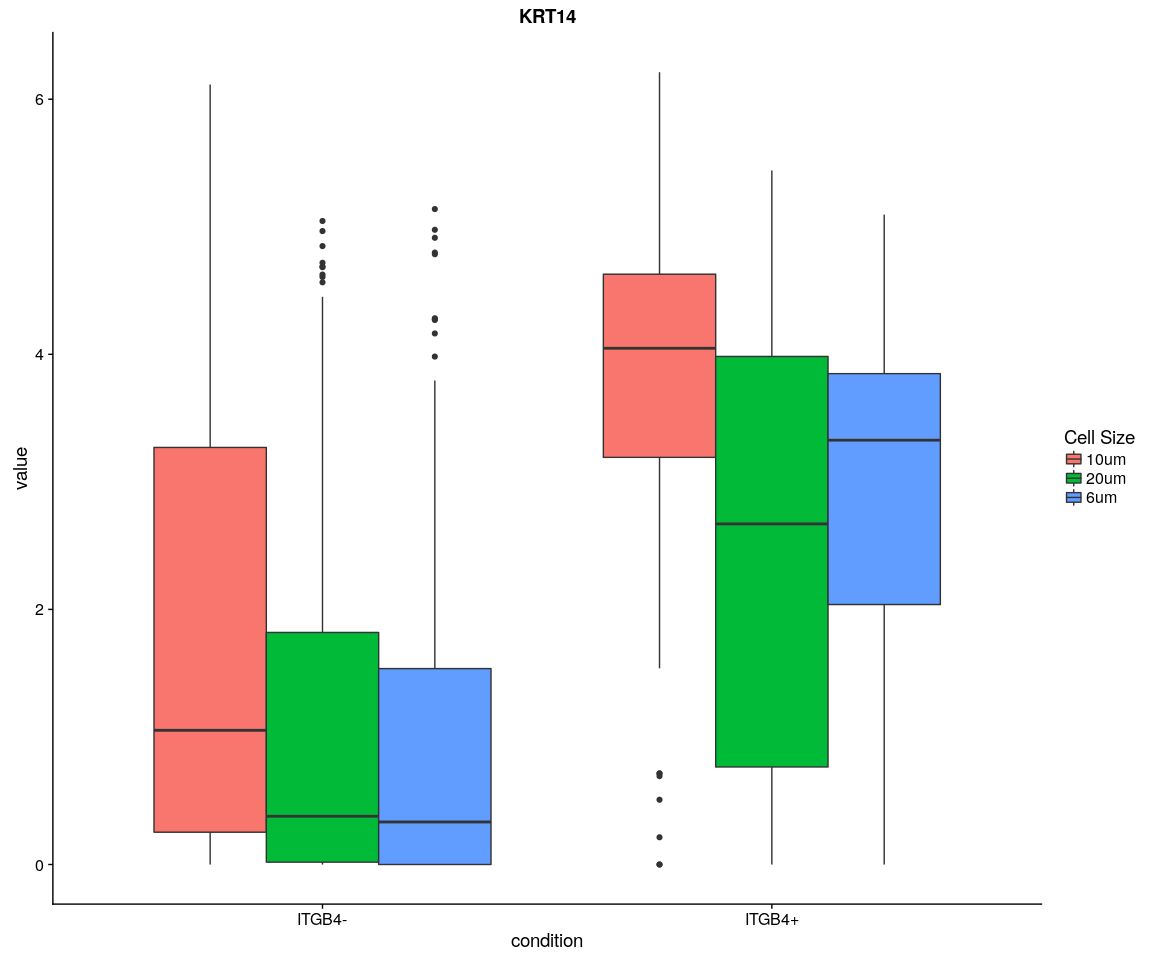 KRT14
6
4
2
0
value
ITGB4-
ITGB4+
condition
Cell Size
10um
20um
6um